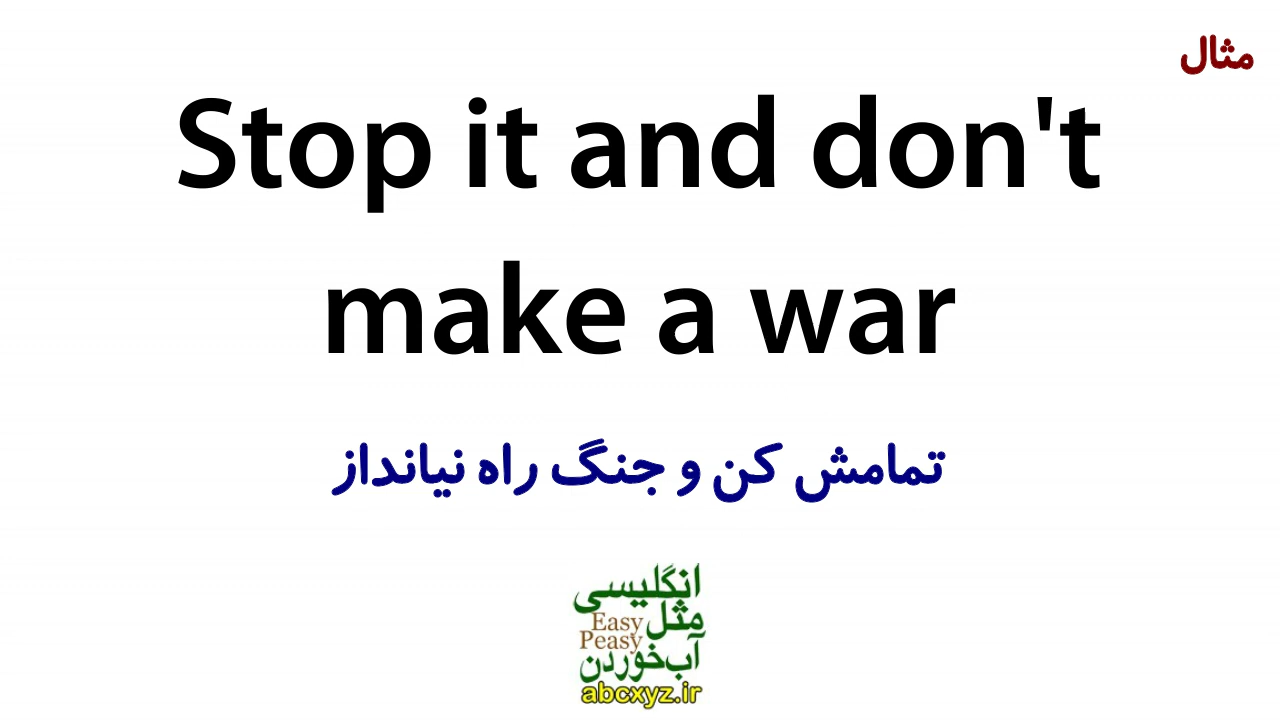 مثال
Stop it and don't
make a war
تمامش کن و جنگ راه نیانداز
انگلیسی
مثل
Easy
Peasy
آب‌خوردن
abcxyz.ir